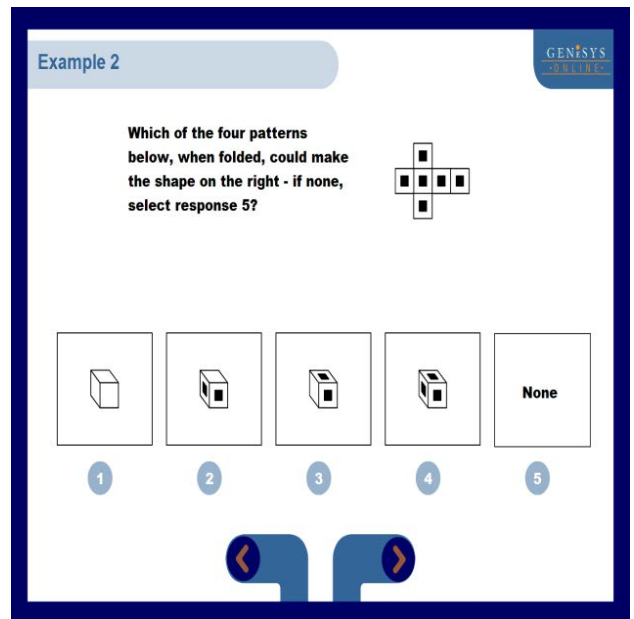 Example 2
GENESYS
·ONLINE·
Which of the four patterns
below, when folded, could make
the shape on the right - if none,
select response 5?
None
1
2
3
4
5